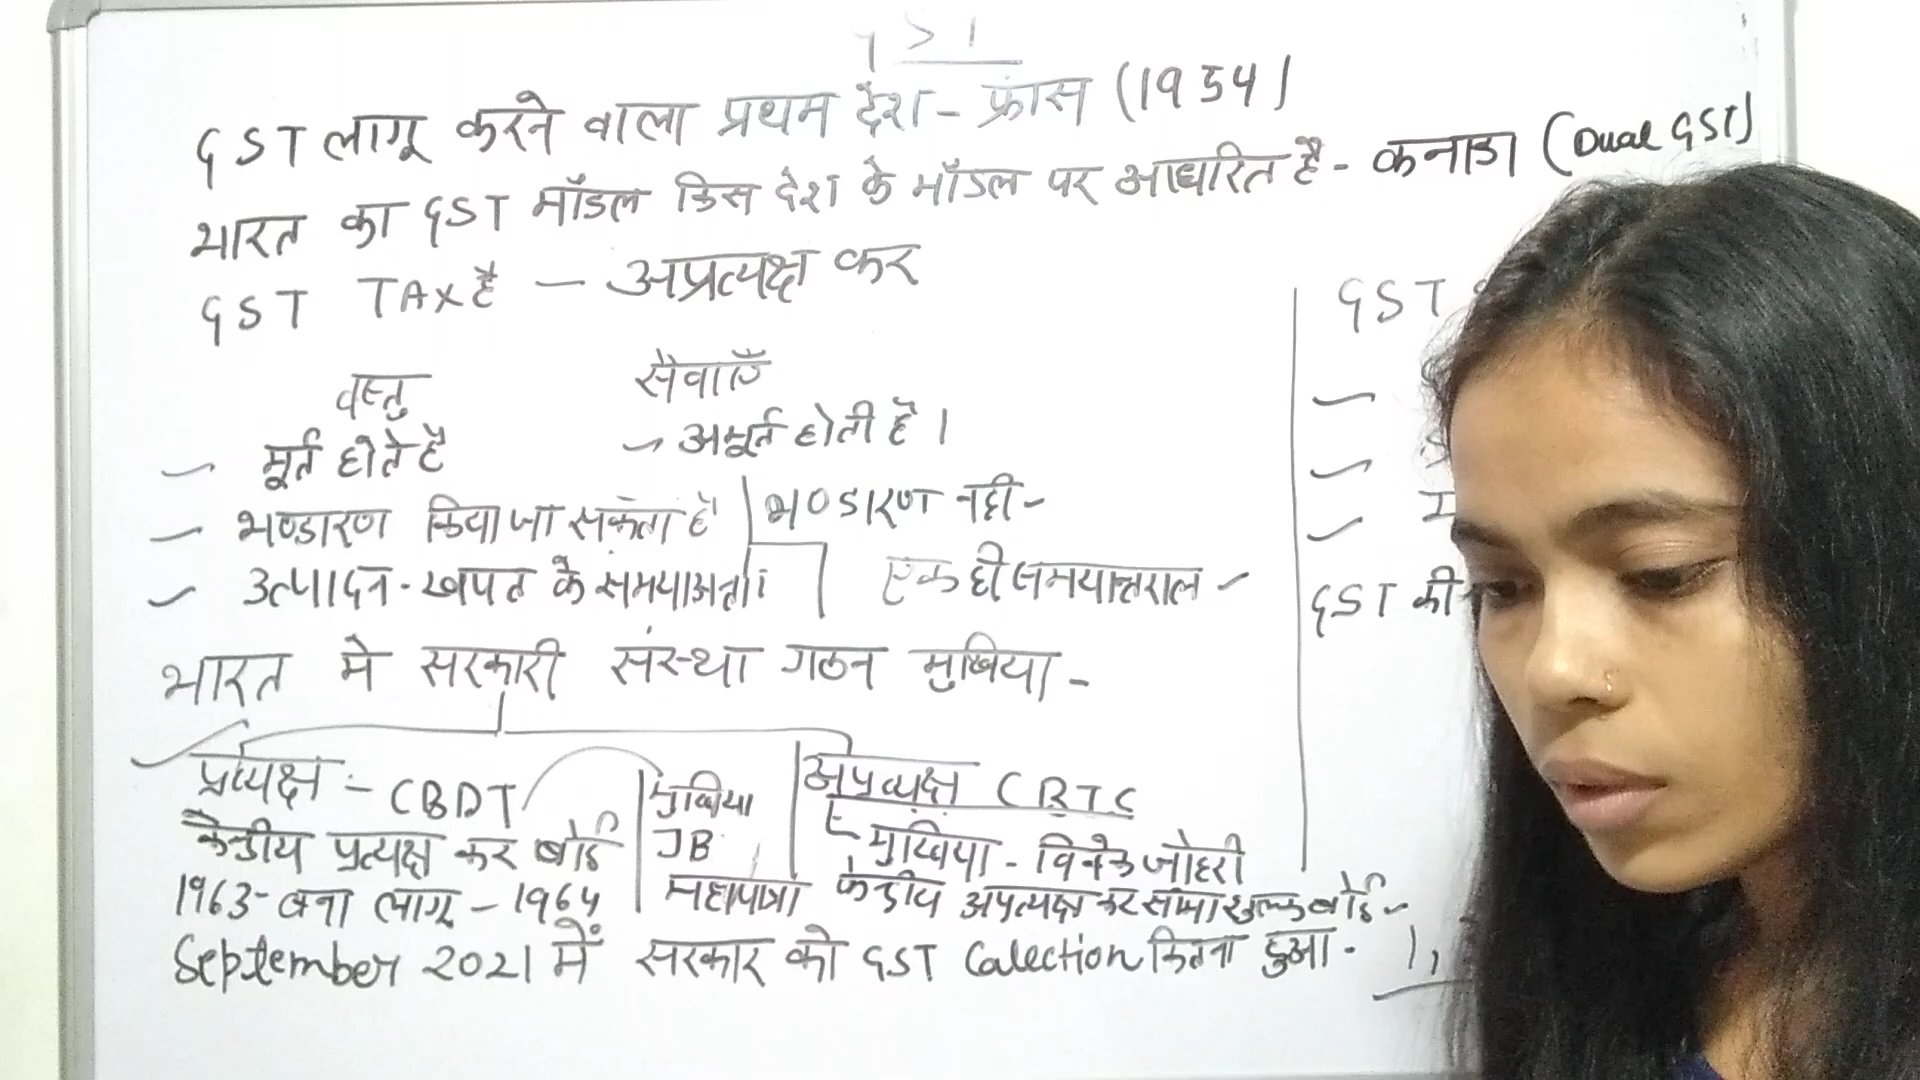 GST
GST लागू करने वाला प्रथम देश - फ्रांस (1954)
भारत का GST मॉडल किस देश के मॉडल पर आधारित है - कनाडा (Dual GST)
GST TAX है - अप्रत्यक्ष कर
वस्तु
सेवाएँ
- मूर्त होते है
- अमूर्त होती है ।
- भण्डारण किया जा सकता है
भण्डारण नही -
- उत्पादन - खपत के
एक ही समयान्तराल -
भारत मे सरकारी संस्था गठन मुखिया -
प्रत्यक्ष :- CBDT
केन्द्रीय प्रत्यक्ष कर बोर्ड
1963 - बना लागू - 1964
मुखिया
JB
महापात्रा
अप्रत्यक्ष CBTC
मुखिया - विवेक जोहरी
केन्द्रीय अप्रत्यक्ष कर सीमा शुल्क बोर्ड -
September 2021 में सरकार को GST Calection कितना हुआ - 1,
GST
GST की